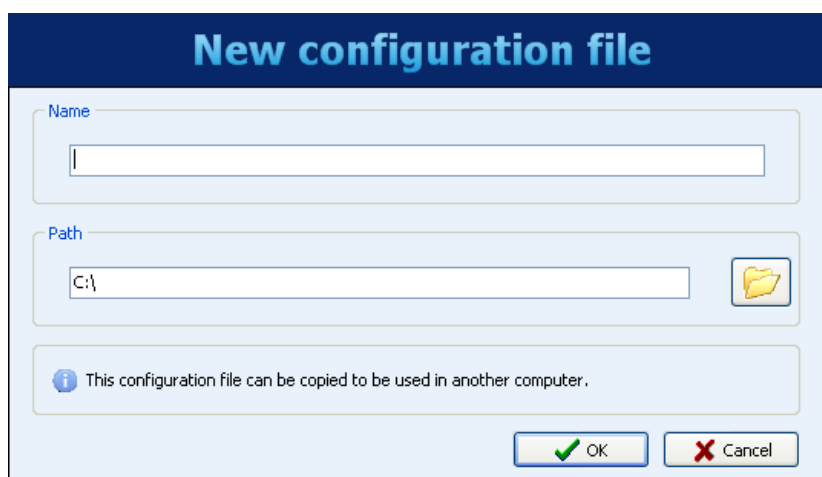 New configuration file
Name
Path
C:\
This configuration file can be copied to be used in another computer.
OK
Cancel